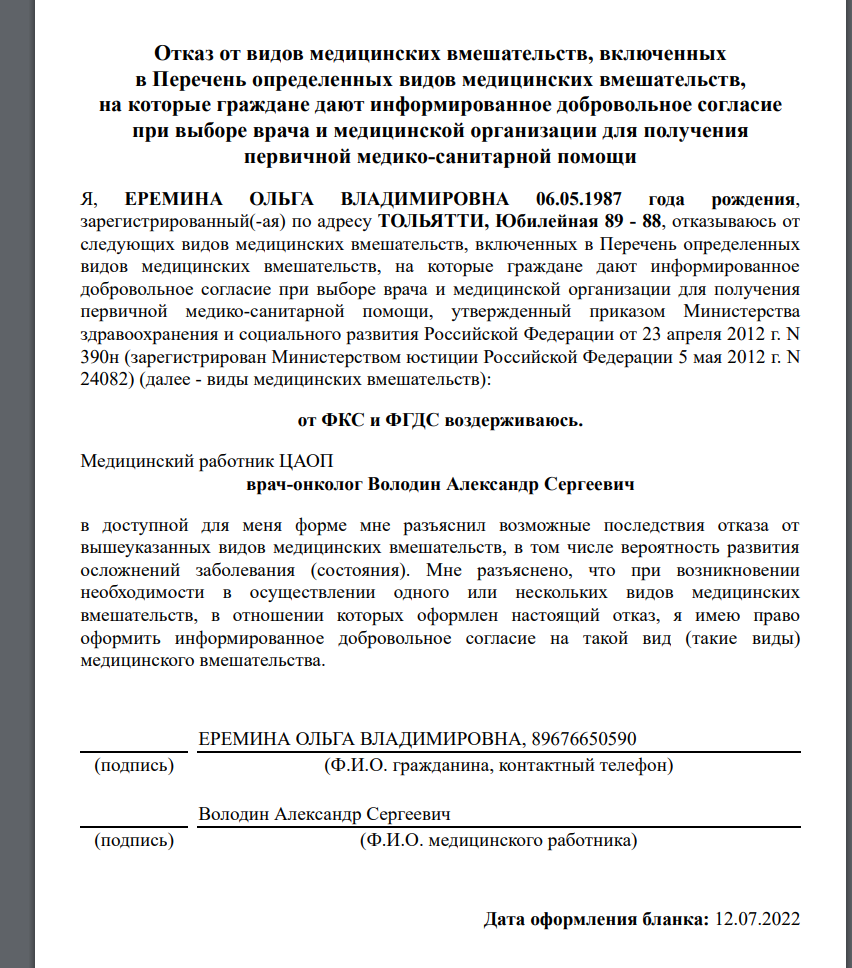 Отказ от видов медицинских вмешательств, включенных
в Перечень определенных видов медицинских вмешательств,
на которые граждане дают информированное добровольное согласие
при выборе врача и медицинской организации для получения
первичной медико-санитарной помощи
Я, ЕРЕМИНА ОЛЬГА ВЛАДИМИРОВНА 06.05.1987 года рождения,
зарегистрированный(-ая) по адресу ТОЛЬЯТТИ, Юбилейная 89 - 88, отказываюсь от
следующих видов медицинских вмешательств, включенных в Перечень определенных
видов медицинских вмешательств, на которые граждане дают информированное
добровольное согласие при выборе врача и медицинской организации для получения
первичной медико-санитарной помощи, утвержденный приказом Министерства
здравоохранения и социального развития Российской Федерации от 23 апреля 2012 г. N
390н (зарегистрирован Министерством юстиции Российской Федерации 5 мая 2012 г. N
24082) (далее - виды медицинских вмешательств):
от ФКС и ФГДС воздерживаюсь.
Медицинский работник ЦАОП
врач-онколог Володин Александр Сергеевич
в доступной для меня форме мне разъяснил возможные последствия отказа от
вышеуказанных видов медицинских вмешательств, в том числе вероятность развития
осложнений заболевания (состояния). Мне разъяснено, что при возникновении
необходимости в осуществлении одного или нескольких видов медицинских
вмешательств, в отношении которых оформлен настоящий отказ, я имею право
оформить информированное добровольное согласие на такой вид (такие виды)
медицинского вмешательства.
ЕРЕМИНА ОЛЬГА ВЛАДИМИРОВНА, 89676650590
(подпись) (Ф.И.О. гражданина, контактный телефон)
Володин Александр Сергеевич
(подпись) (Ф.И.О. медицинского работника)
Дата оформления бланка: 12.07.2022